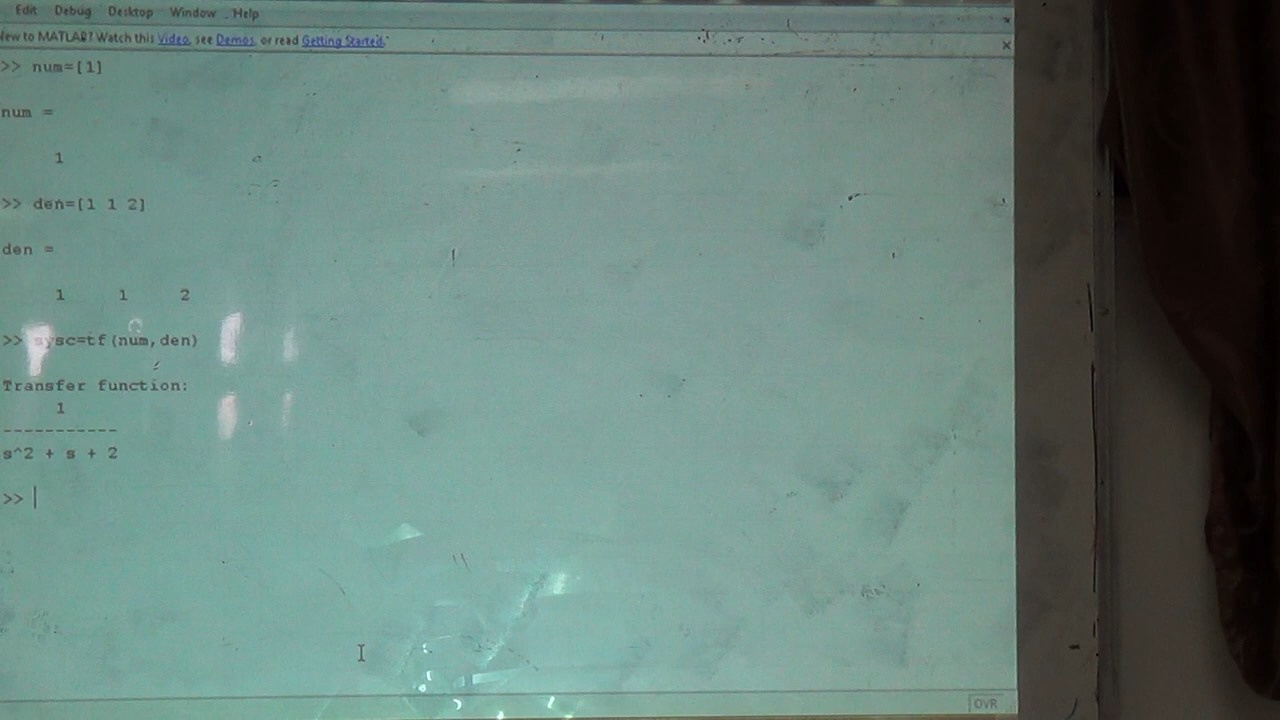 Edit Debug Desktop Window Help
New to MATLAB? Watch this Video, see Demos, or read Getting Started.
>> num=[1]
num =
1
>> den=[1 1 2]
den =
1 1 2
>> sysc=tf(num,den)
Transfer function:
1
-----------
s^2 + s + 2
>>
OVR